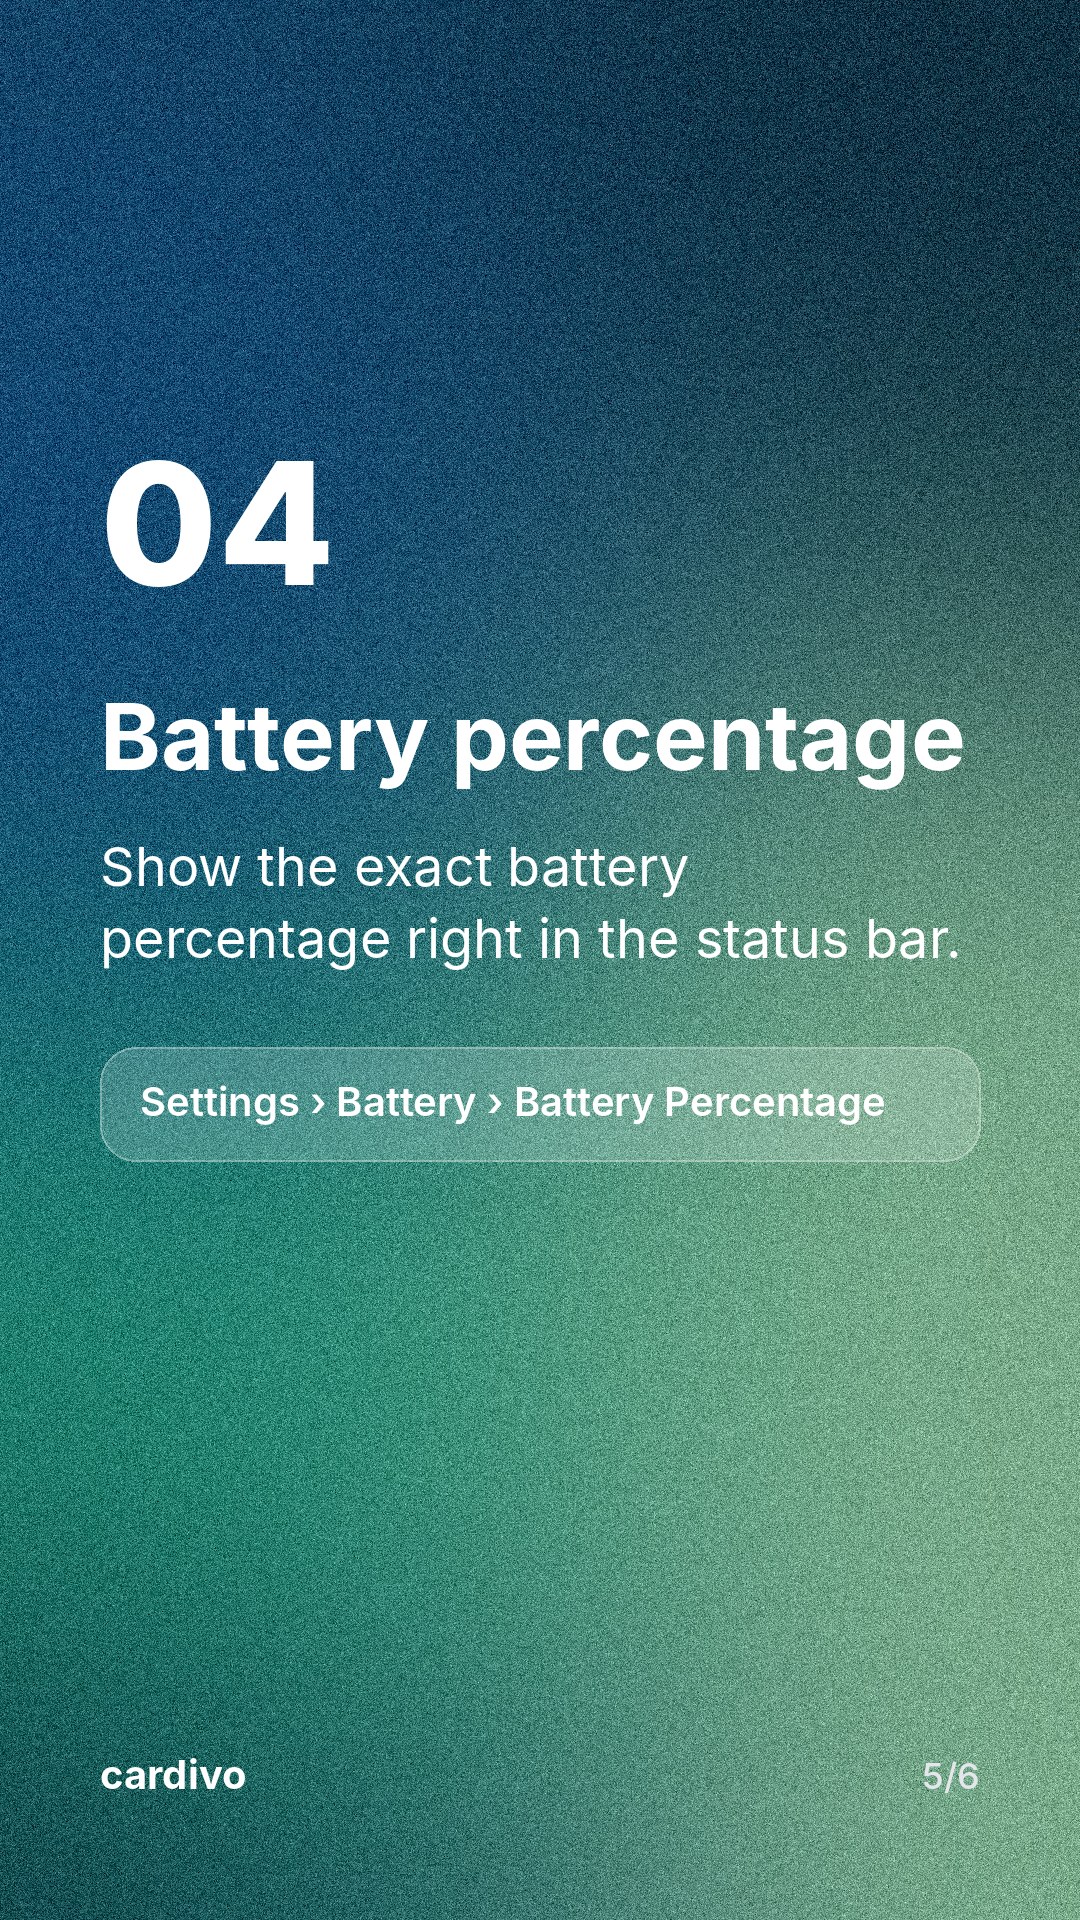 04
Battery percentage
Show the exact battery
percentage right in the status bar.
Settings › Battery › Battery Percentage
cardivo
5/6